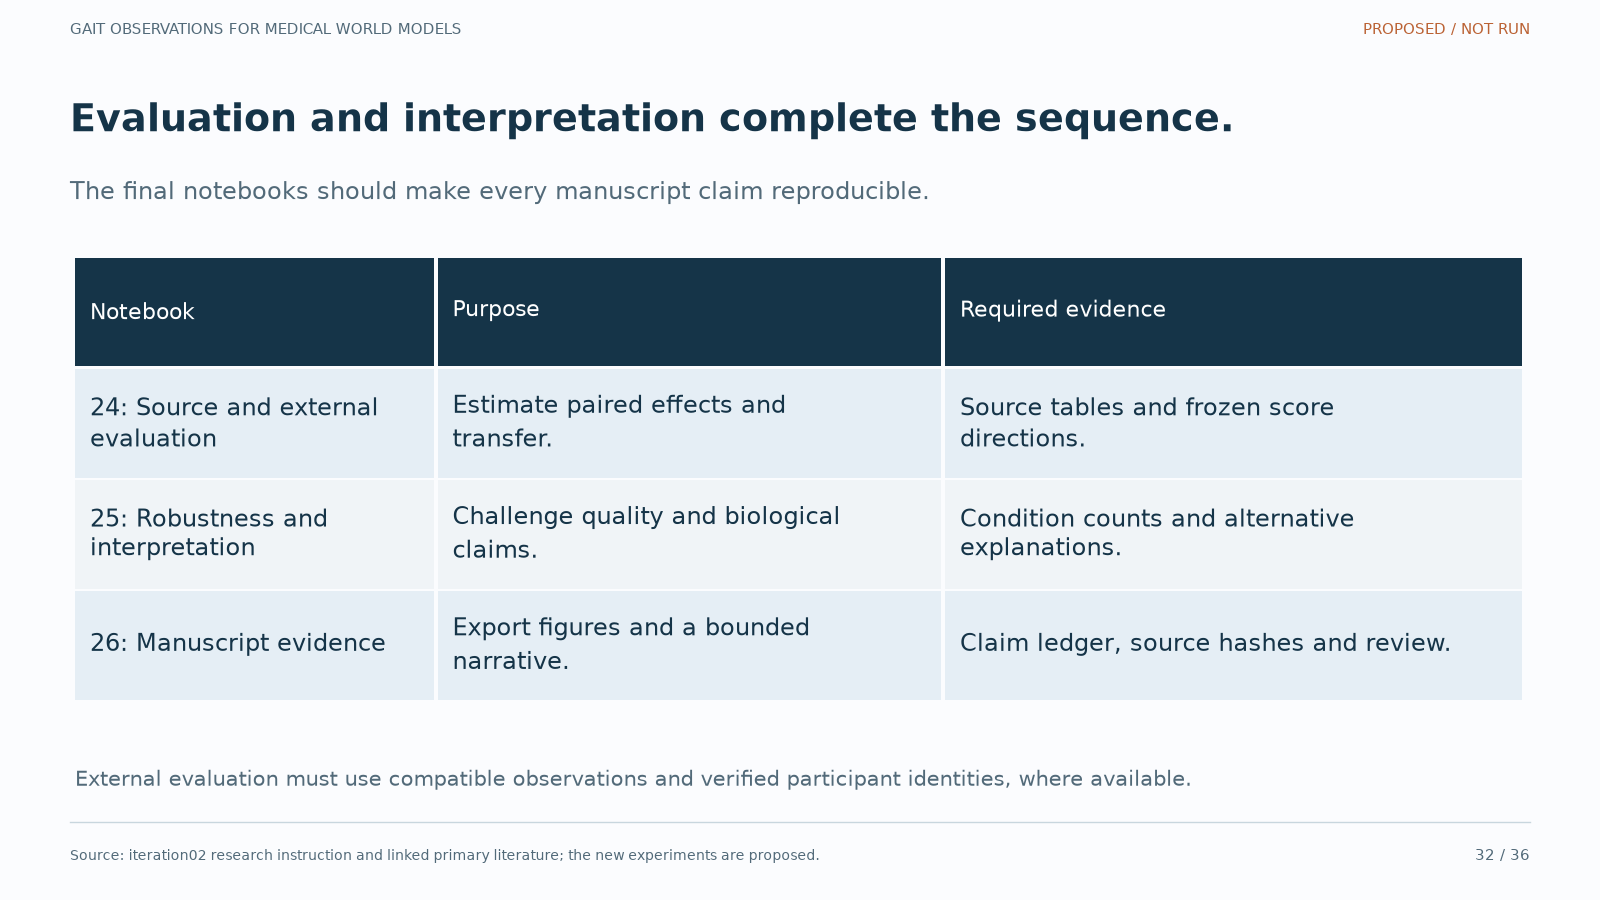 GAIT OBSERVATIONS FOR MEDICAL WORLD MODELS
PROPOSED / NOT RUN
Evaluation and interpretation complete the sequence.
The final notebooks should make every manuscript claim reproducible.
Notebook
Purpose
Required evidence
24: Source and external
evaluation
Estimate paired effects and
transfer.
Source tables and frozen score
directions.
25: Robustness and
interpretation
Challenge quality and biological
claims.
Condition counts and alternative
explanations.
26: Manuscript evidence
Export figures and a bounded
narrative.
Claim ledger, source hashes and review.
External evaluation must use compatible observations and verified participant identities, where available.
Source: iteration02 research instruction and linked primary literature; the new experiments are proposed.
32 / 36